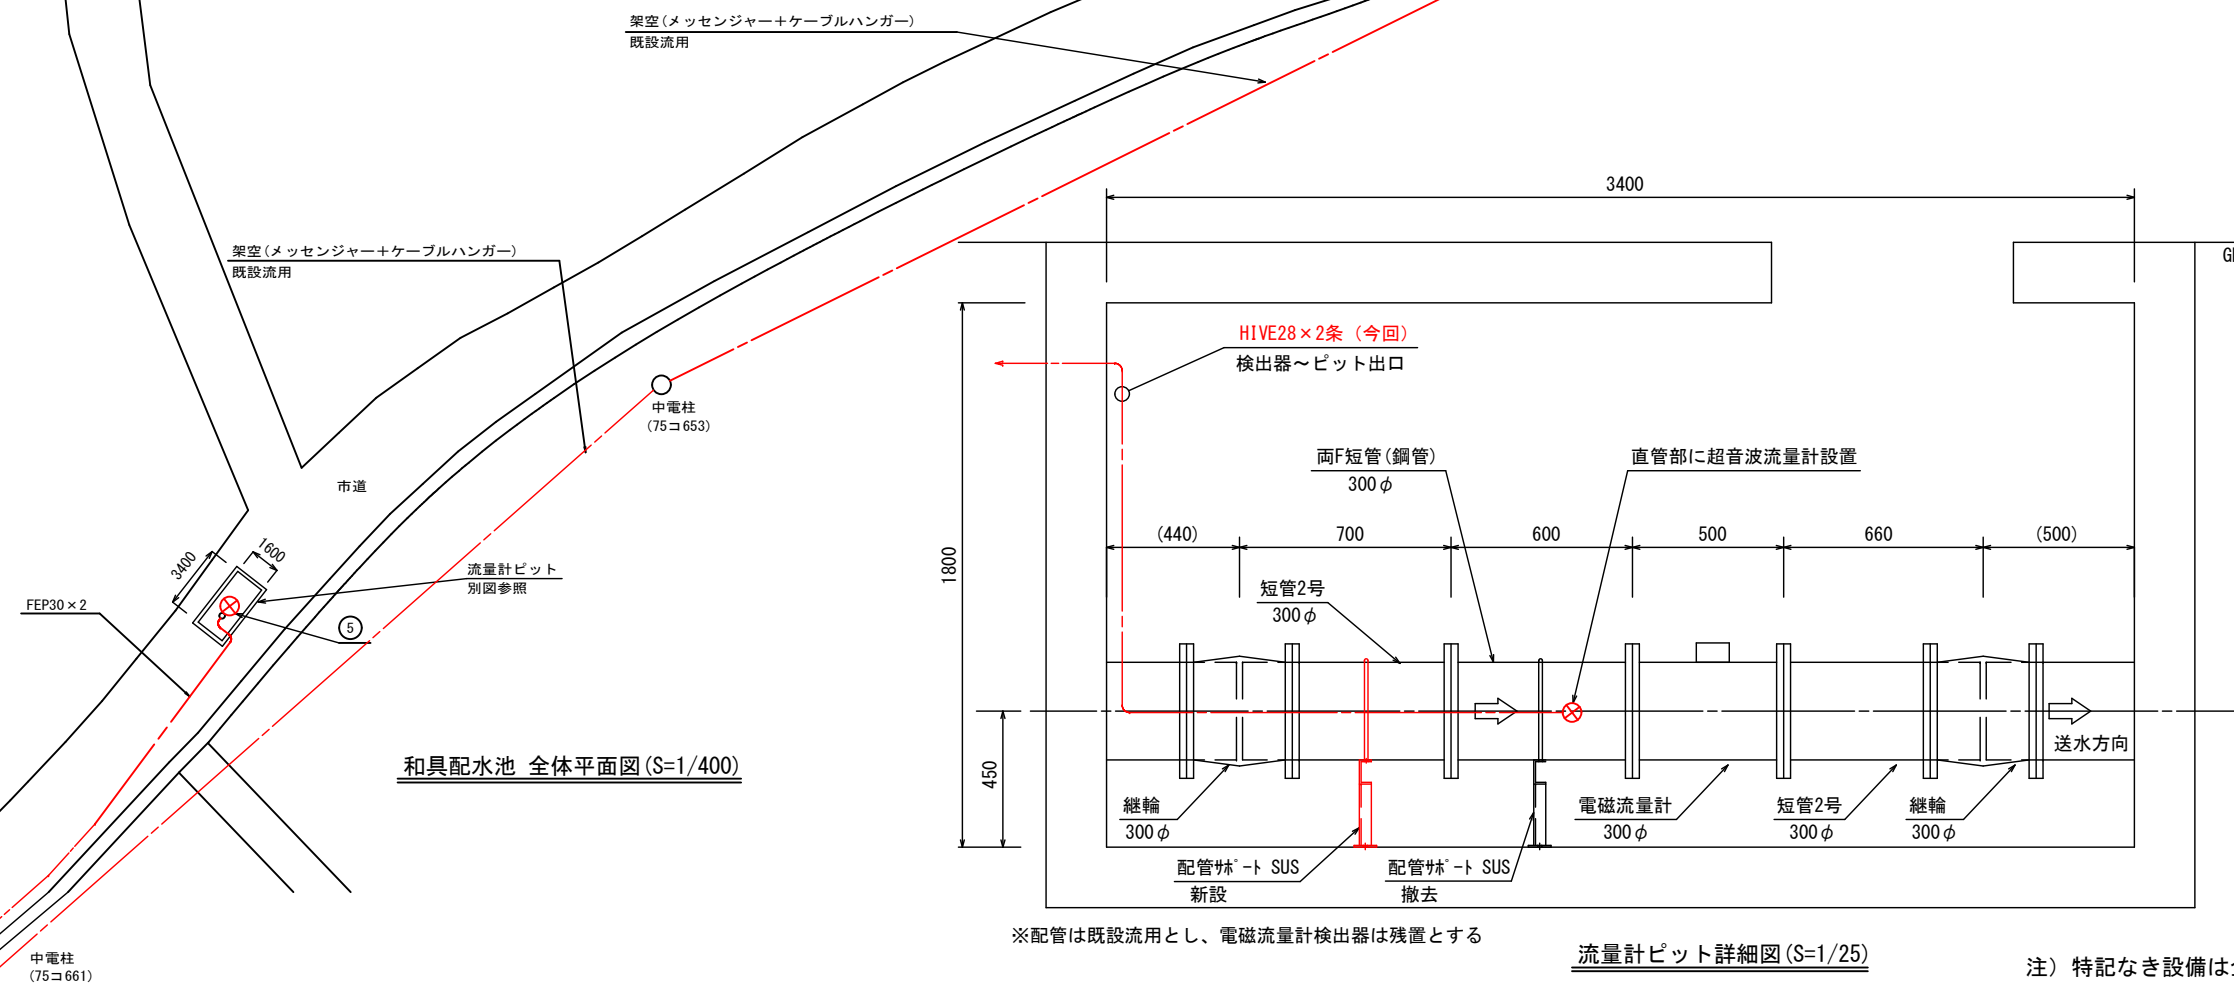 架空(メッセンジャー＋ケーブルハンガー)
既設流用
架空(メッセンジャー＋ケーブルハンガー)
既設流用
中電柱
(75コ653)
市道
3400
1600
流量計ピット
別図参照
FEP30×2
5
和具配水池 全体平面図(S=1/400)
中電柱
(75コ661)
3400
HIVE28×2条 (今回)
検出器～ピット出口
両F短管(鋼管)
300φ
直管部に超音波流量計設置
1800
(440)
700
600
500
660
(500)
短管2号
300φ
450
送水方向
継輪
300φ
電磁流量計
300φ
短管2号
300φ
継輪
300φ
配管ｻﾎﾟｰﾄ SUS
新設
配管ｻﾎﾟｰﾄ SUS
撤去
※配管は既設流用とし、電磁流量計検出器は残置とする
流量計ピット詳細図(S=1/25)
注) 特記なき設備は